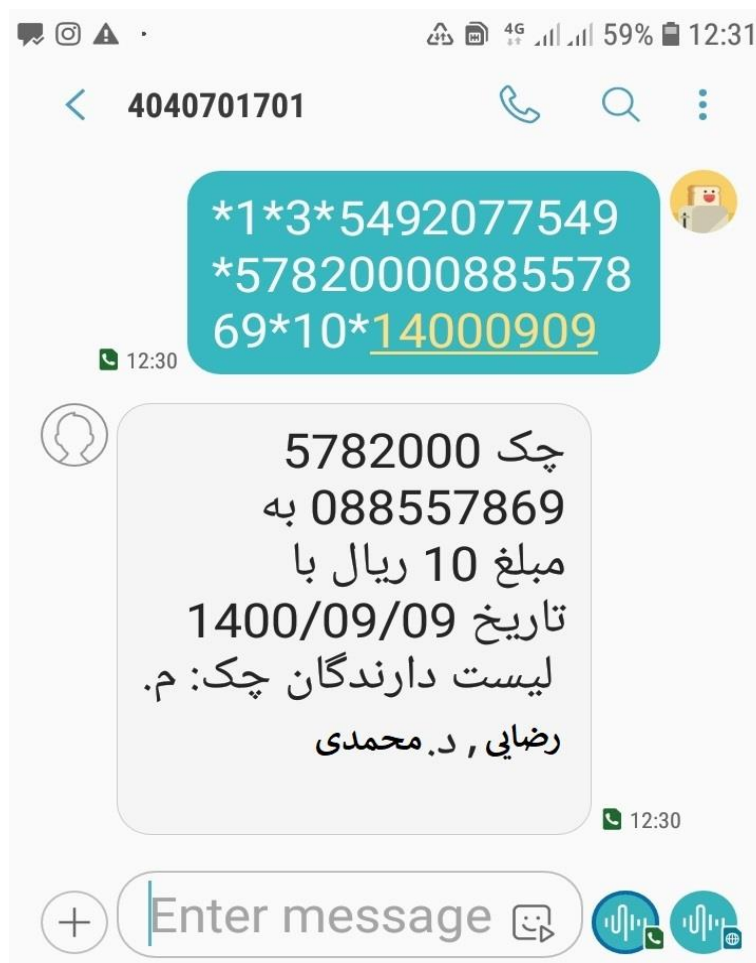 4G 59% 12:31
4040701701
*1*3*5492077549
*57820000885578
69*10*14000909
12:30
چک 5782000
088557869 به
مبلغ 10 ریال با
تاریخ 1400/09/09
لیست دارندگان چک: م.
رضایی , د. محمدی
12:30
Enter message